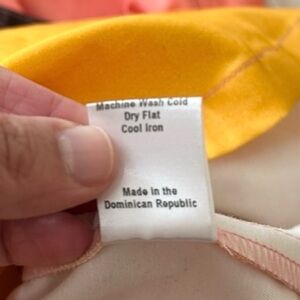 Machine Wash Cold
Dry Flat
Cool Iron
Made in the
Dominican Republic